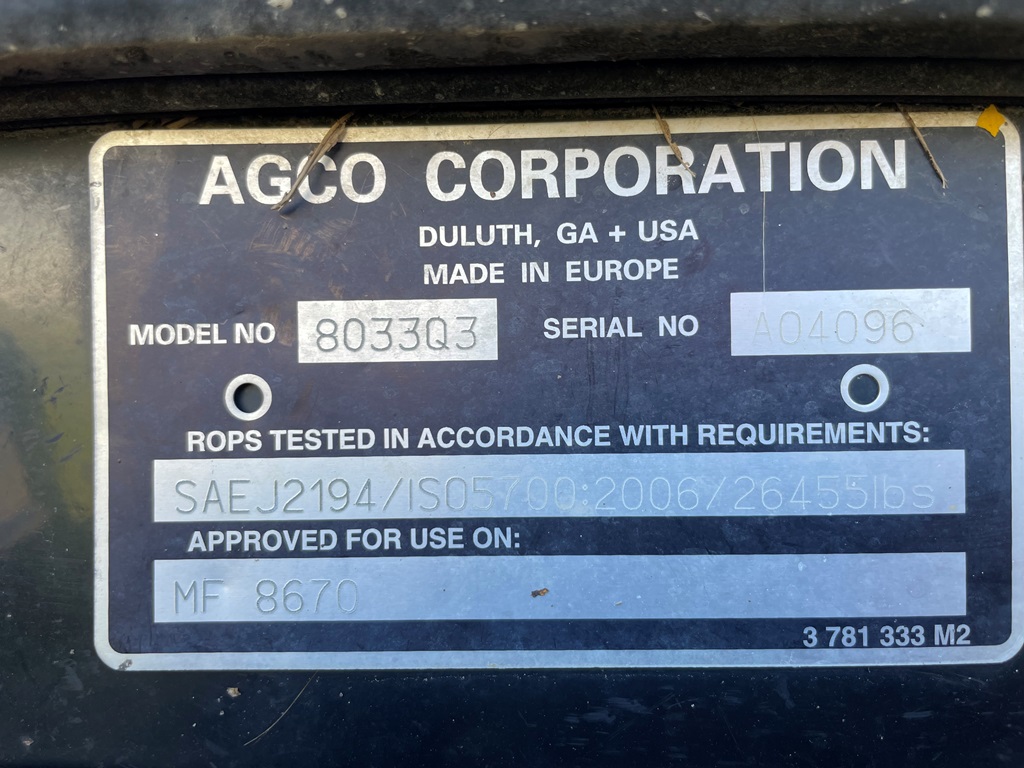 AGCO CORPORATION
DULUTH, GA + USA
MADE IN EUROPE
MODEL NO 8033Q3 SERIAL NO A04096
ROPS TESTED IN ACCORDANCE WITH REQUIREMENTS:
SAEJ2194/ISO5700:2006/26455lbs
APPROVED FOR USE ON:
MF 8670
3 781 333 M2